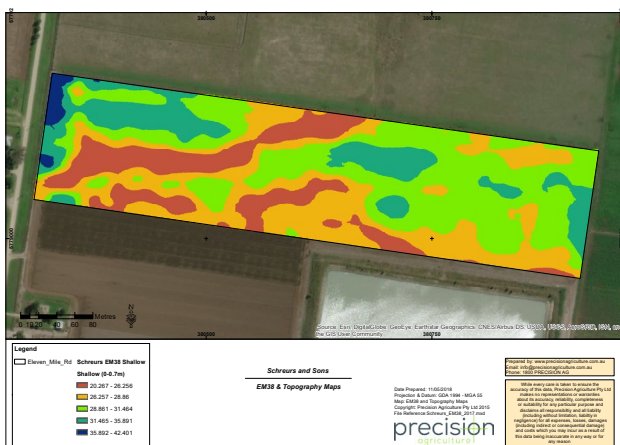 380500
380750
Metres
0 10 20 40 60 80
Source: Esri, DigitalGlobe, GeoEye, Earthstar Geographics, CNES/Airbus DS, USDA, USGS, AeroGRID, IGN, and
the GIS User Community
380500
380750
Legend
Eleven_Mile_Rd
Schreurs EM38 Shallow
Shallow (0-0.7m)
20.267 - 26.256
26.257 - 28.86
28.861 - 31.464
31.465 - 35.891
35.892 - 42.401
Schreurs and Sons
EM38 & Topography Maps
Date Prepared: 11/05/2018
Projection & Datum: GDA 1994 - MGA 55
Map: EM38 and Topography Maps
Copyright: Precision Agriculture Pty Ltd 2015
File Reference:Schreurs_EM38_2017.mxd
precision
agriculture
Prepared by: www.precisionagriculture.com.au
Email: info@precisionagriculture.com.au
Phone: 1800 PRECISION AG
While every care is taken to ensure the
accuracy of this data, Precision Agriculture Pty Ltd
makes no representations or warranties
about its accuracy, reliability, completeness
or suitability for any particular purpose and
disclaims all responsibility and all liability
(including without limitation, liability in
negligence) for all expenses, losses, damages
(including indirect or consequential damage)
and costs which you may incur as a result of
this data being inaccurate in any way or for
any reason